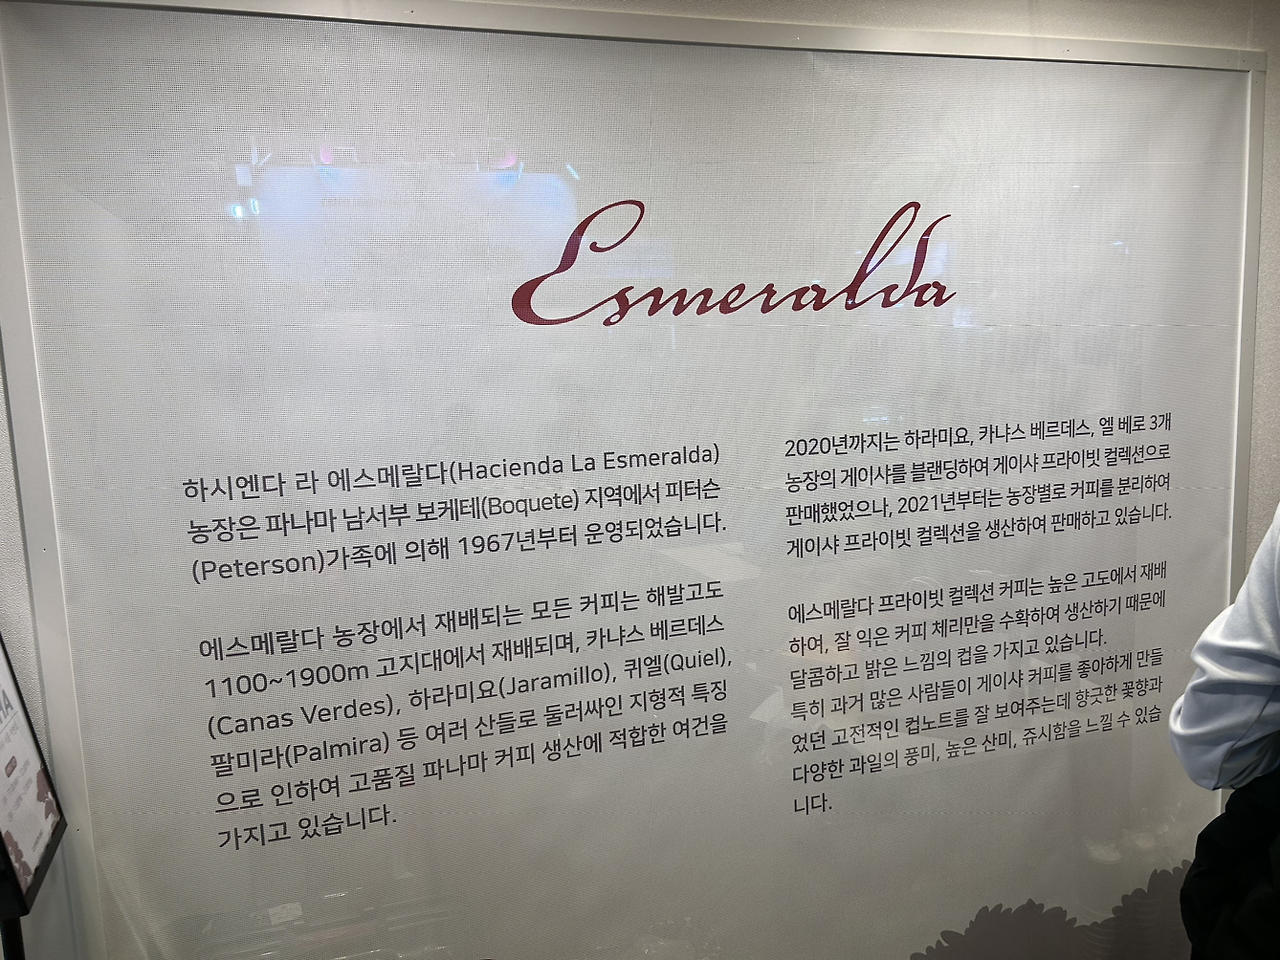 Esmeralda
하시엔다 라 에스메랄다(Hacienda La Esmeralda)
농장은 파나마 남서부 보케테(Boquete) 지역에서 피터슨
(Peterson)가족에 의해 1967년부터 운영되었습니다.
에스메랄다 농장에서 재배되는 모든 커피는 해발고도
1100~1900m 고지대에서 재배되며, 카냐스 베르데스
(Canas Verdes), 하라미요(Jaramillo), 퀴엘(Quiel),
팔미라(Palmira) 등 여러 산들로 둘러싸인 지형적 특징
으로 인하여 고품질 파나마 커피 생산에 적합한 여건을
가지고 있습니다.
2020년까지는 하라미요, 카냐스 베르데스, 엘 베로 3개
농장의 게이샤를 블랜딩하여 게이샤 프라이빗 컬렉션으로
판매했었으나, 2021년부터는 농장별로 커피를 분리하여
게이샤 프라이빗 컬렉션을 생산하여 판매하고 있습니다.
에스메랄다 프라이빗 컬렉션 커피는 높은 고도에서 재배
하여, 잘 익은 커피 체리만을 수확하여 생산하기 때문에
달콤하고 밝은 느낌의 컵을 가지고 있습니다.
특히 과거 많은 사람들이 게이샤 커피를 좋아하게 만들
었던 고전적인 컵노트를 잘 보여주는데 향긋한 꽃향과
다양한 과일의 풍미, 높은 산미, 쥬시함을 느낄 수 있습
니다.